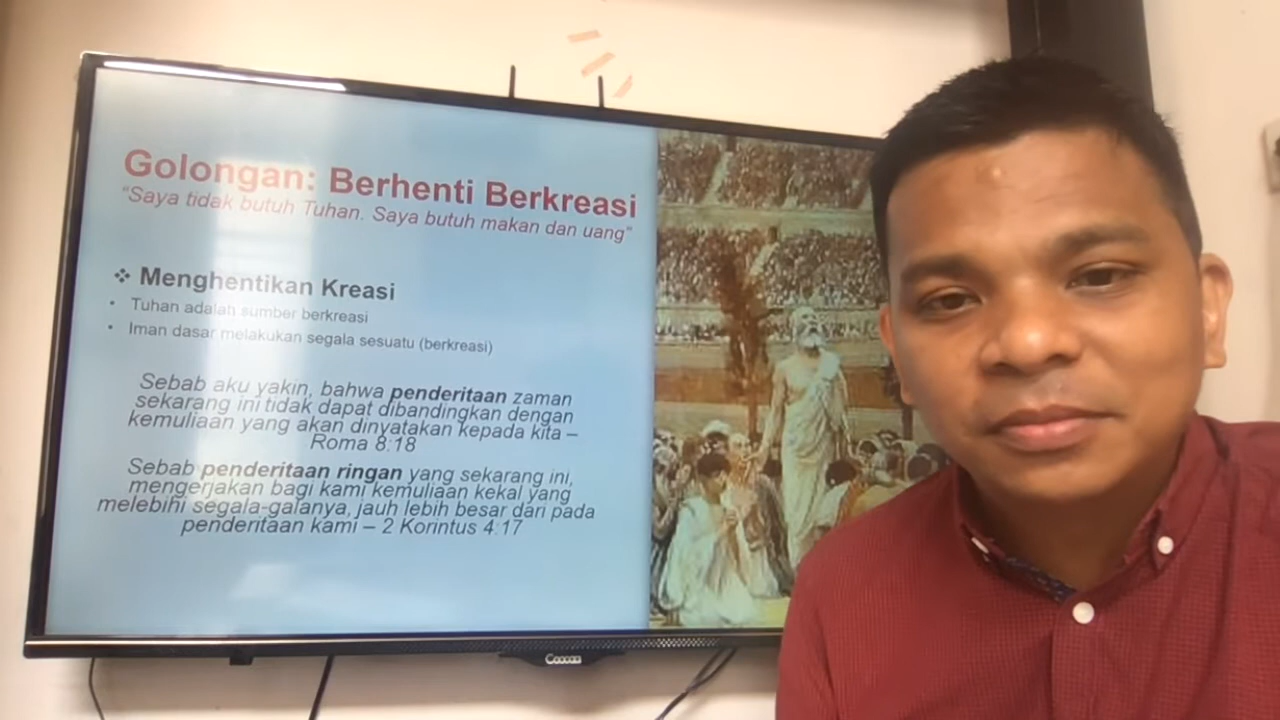 Golongan: Berhenti Berkreasi
"Saya tidak butuh Tuhan. Saya butuh makan dan uang"
❖ Menghentikan Kreasi
• Tuhan adalah sumber berkreasi
• Iman dasar melakukan segala sesuatu (berkreasi)
Sebab aku yakin, bahwa penderitaan zaman
sekarang ini tidak dapat dibandingkan dengan
kemuliaan yang akan dinyatakan kepada kita –
Roma 8:18
Sebab penderitaan ringan yang sekarang ini,
mengerjakan bagi kami kemuliaan kekal yang
melebihi segala-galanya, jauh lebih besar dari pada
penderitaan kami – 2 Korintus 4:17